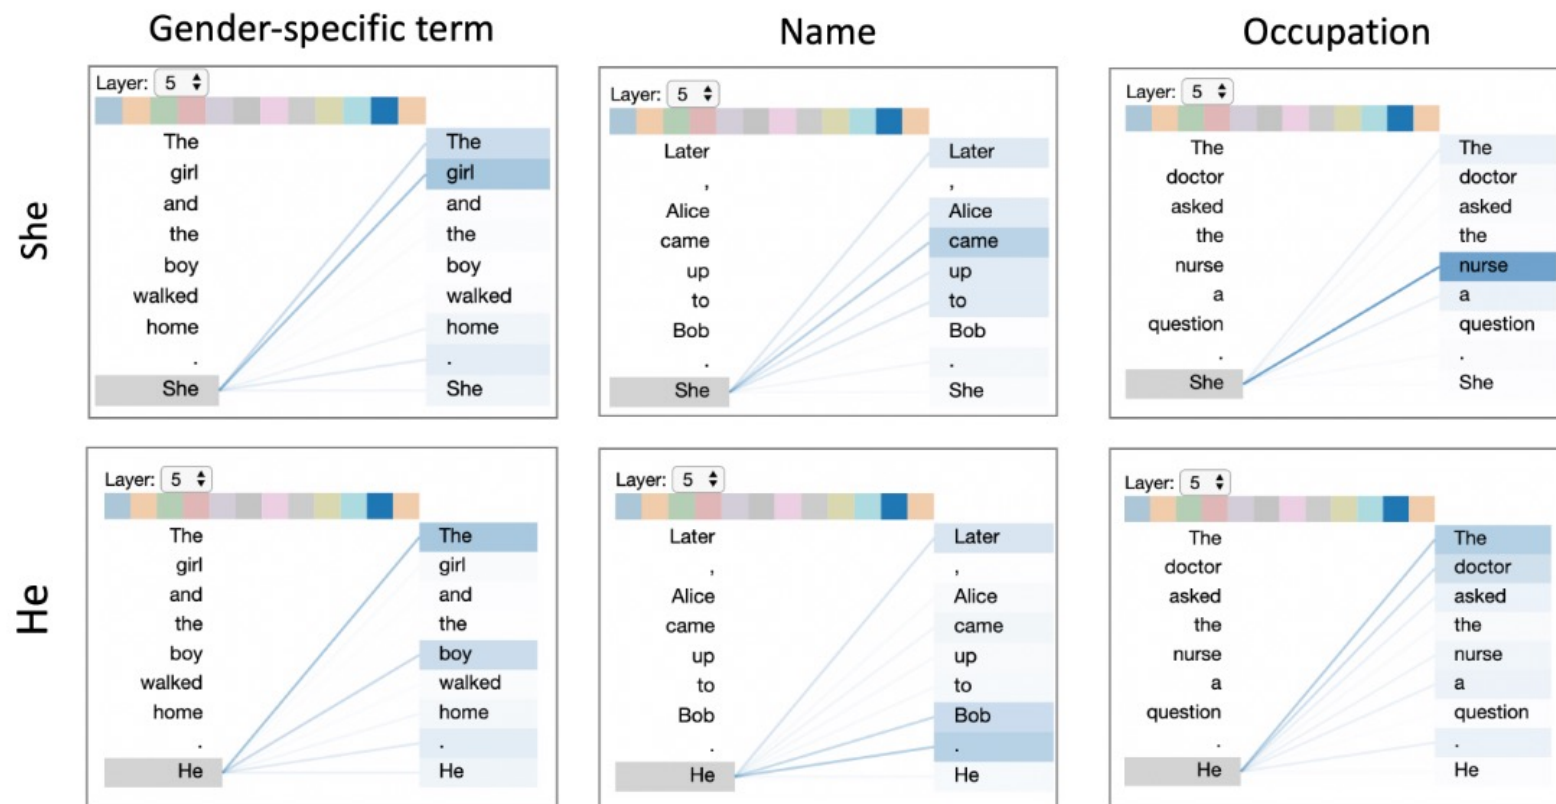 Gender-specific term
Name
Occupation
She
Layer: 5
The The
girl girl
and and
the the
boy boy
walked walked
home home
. .
She She
Layer: 5
Later Later
, ,
Alice Alice
came came
up up
to to
Bob Bob
. .
She She
Layer: 5
The The
doctor doctor
asked asked
the the
nurse nurse
a a
question question
. .
She She
He
Layer: 5
The The
girl girl
and and
the the
boy boy
walked walked
home home
. .
He He
Layer: 5
Later Later
, ,
Alice Alice
came came
up up
to to
Bob Bob
. .
He He
Layer: 5
The The
doctor doctor
asked asked
the the
nurse nurse
a a
question question
. .
He He